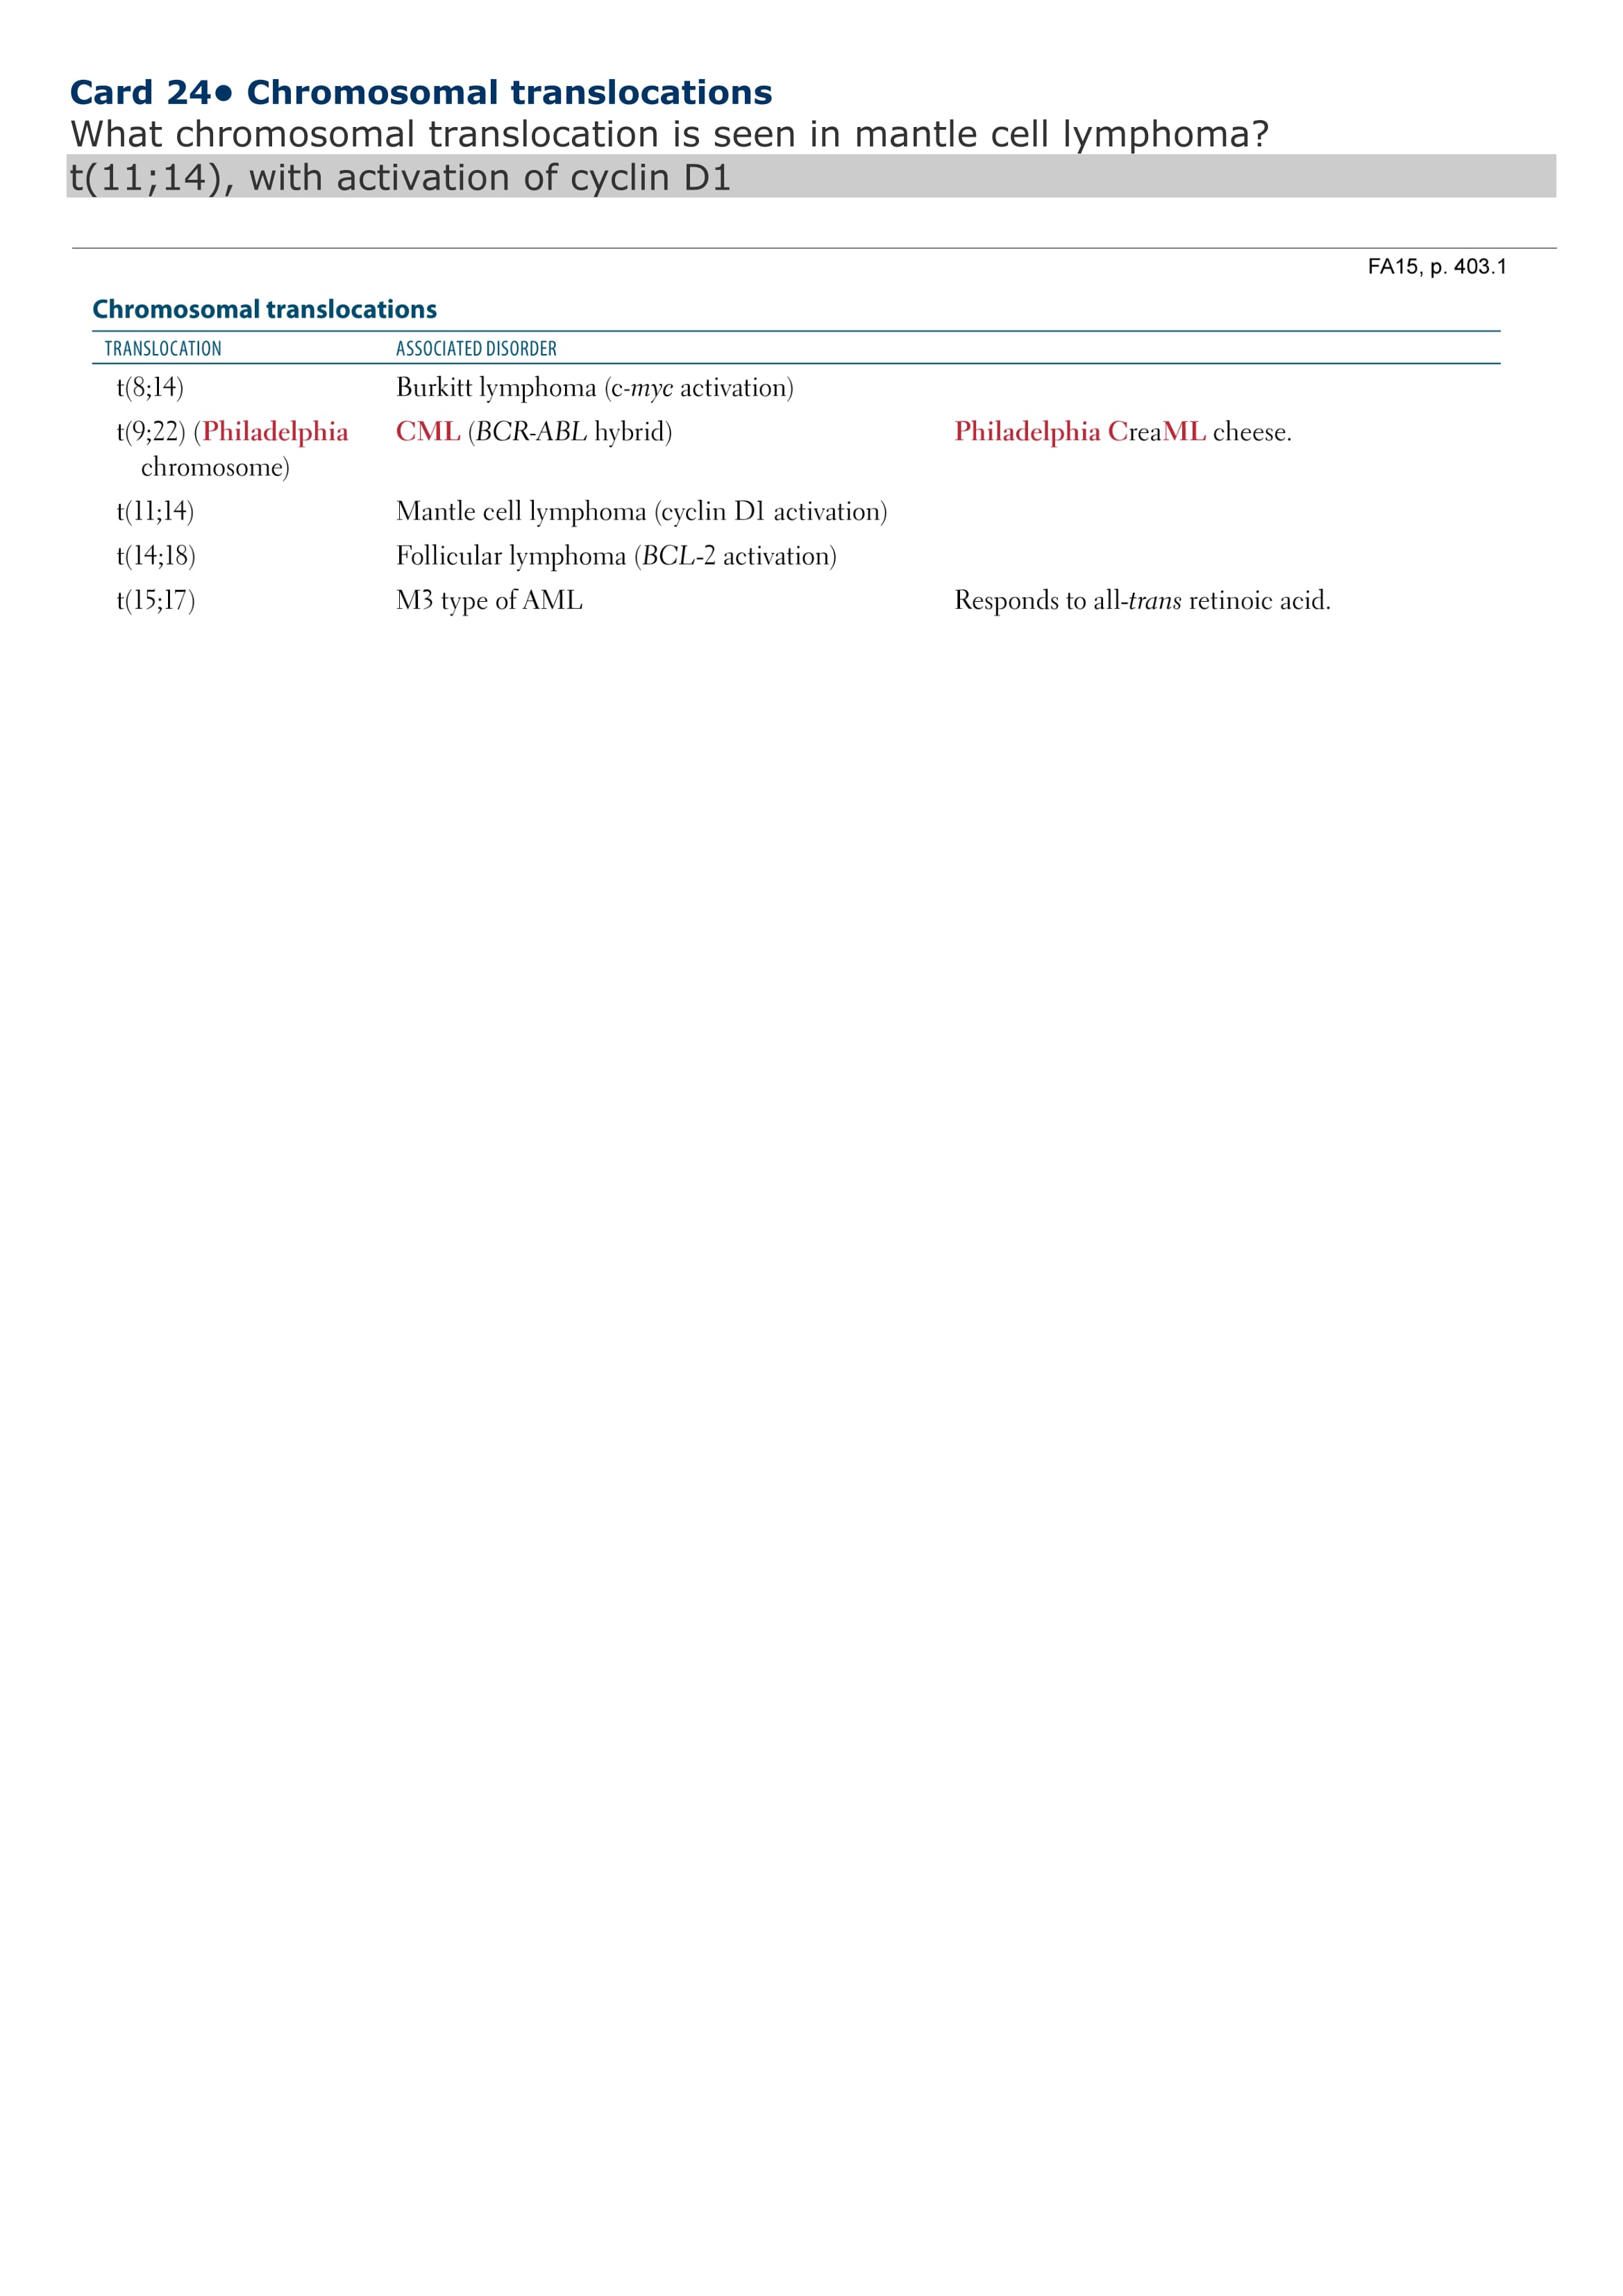 Card 24● Chromosomal translocations
What chromosomal translocation is seen in mantle cell lymphoma?
t(11;14), with activation of cyclin D1
FA15, p. 403.1
Chromosomal translocations
TRANSLOCATION ASSOCIATED DISORDER
t(8;14) Burkitt lymphoma (c-myc activation)
t(9;22) (Philadelphia CML (BCR-ABL hybrid) Philadelphia CreaML cheese.
chromosome)
t(11;14) Mantle cell lymphoma (cyclin D1 activation)
t(14;18) Follicular lymphoma (BCL-2 activation)
t(15;17) M3 type of AML Responds to all-trans retinoic acid.